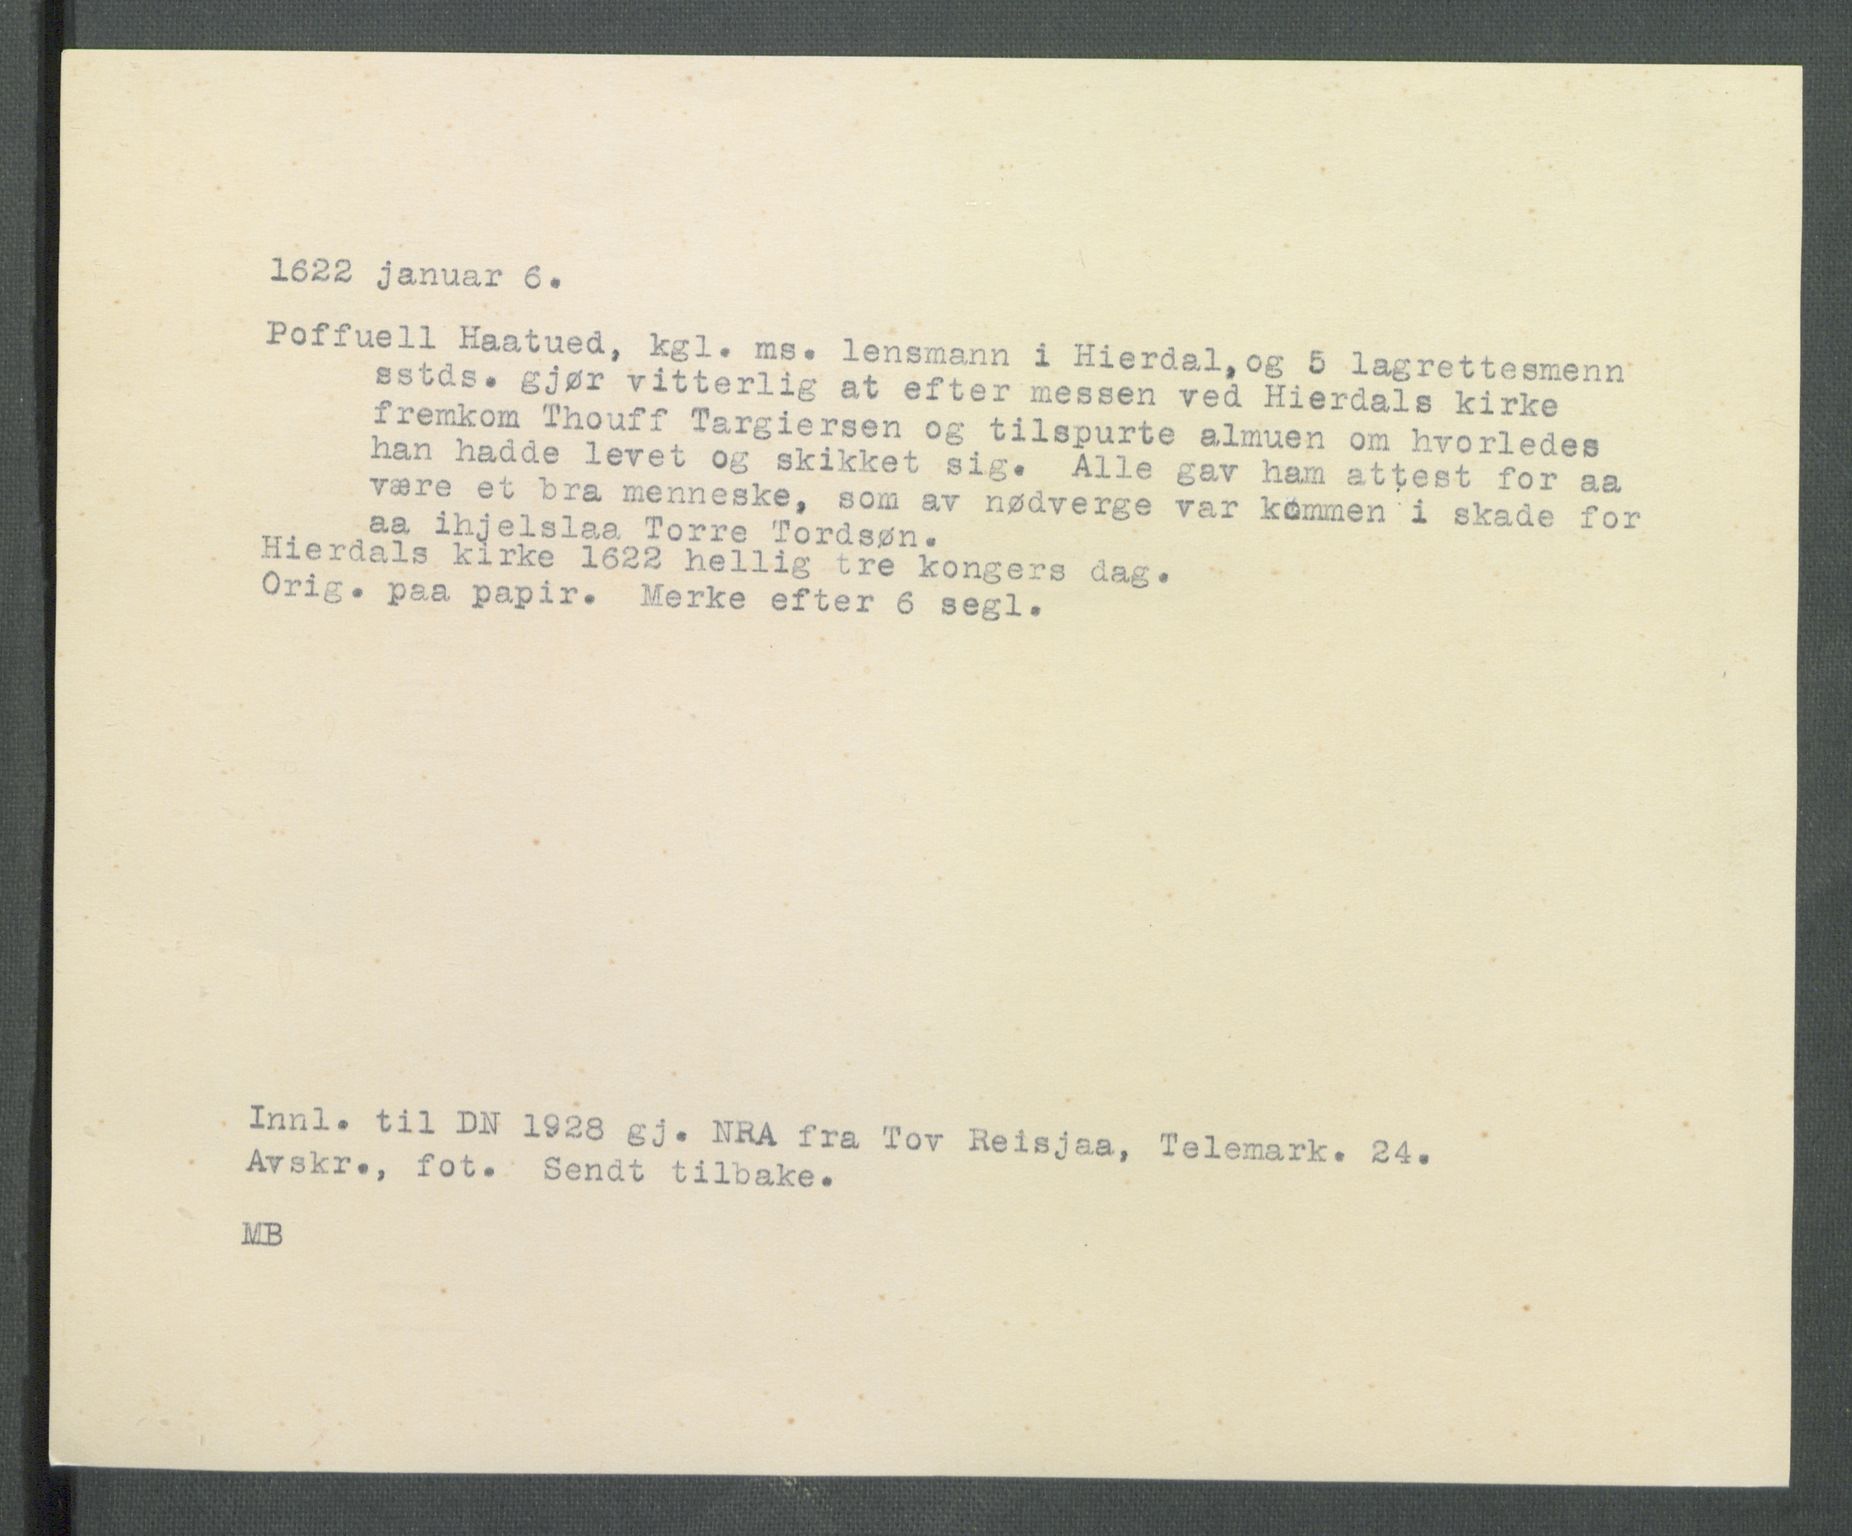 1622 januar 6.
Poffuell Haatued, kgl. ms. lensmann i Hierdal,og 5 lagrettesmenn
sstds. gjør vitterlig at efter messen ved Hierdals kirke
fremkom Thouff Targiersen og tilspurte almuen om hvorledes
han hadde levet og skikket sig. Alle gav ham attest for aa
være et bra menneske, som av nødverge var kommen i skade for
aa ihjelslaa Torre Tordsøn.
Hierdals kirke 1622 hellig tre kongers dag.
Orig. paa papir. Merke efter 6 segl.
Innl. til DN 1928 gj. NRA fra Tov Reisjaa, Telemark. 24.
Avskr., fot. Sendt tilbake.
MB